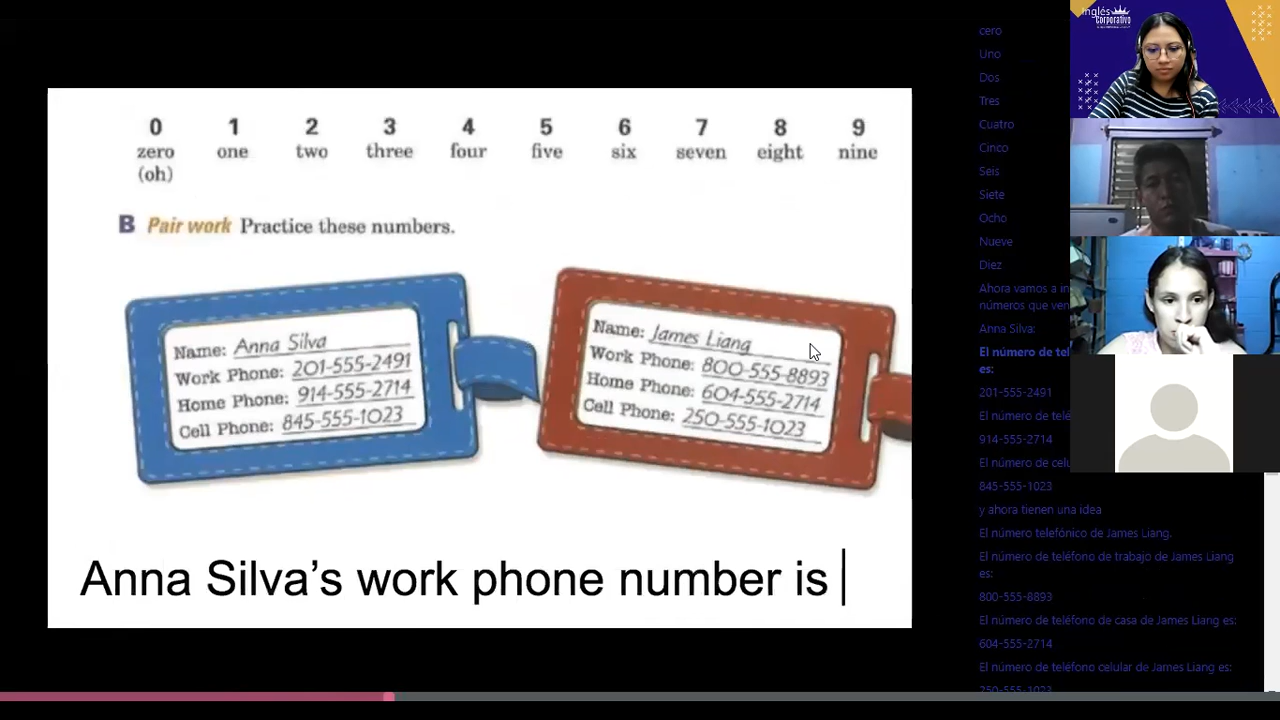 0 1 2 3 4 5 6 7 8 9
zero one two three four five six seven eight nine
(oh)
B Pair work Practice these numbers.
Name: Anna Silva
Work Phone: 201-555-2491
Home Phone: 914-555-2714
Cell Phone: 845-555-1023
Name: James Liang
Work Phone: 800-555-8893
Home Phone: 604-555-2714
Cell Phone: 250-555-1023
Anna Silva’s work phone number is
cero
Uno
Dos
Tres
Cuatro
Cinco
Seis
Siete
Ocho
Nueve
Diez
Ahora vamos a
números que
Anna Silva:
El número de
es:
201-555-2491
El número de
914-555-2714
El número de
845-555-1023
y ahora tienen una idea
El número telefónico de James Liang.
El número de teléfono de trabajo de James Liang
es:
800-555-8893
El número de teléfono de casa de James Liang es:
604-555-2714
El número de teléfono celular de James Liang es:
250-555-1023
Inglés
Corporativo